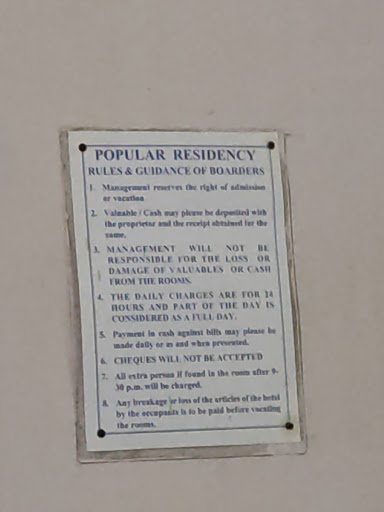 POPULAR RESIDENCY
RULES & GUIDANCE OF BOARDERS
1. Management reserves the right of admission
or vacation
2. Valuable / Cash may please be deposited with
the proprietor and the receipt obtained for the
same.
3. MANAGEMENT WILL NOT BE
RESPONSIBLE FOR THE LOSS OR
DAMAGE OF VALUABLES OR CASH
FROM THE ROOMS.
4. THE DAILY CHARGES ARE FOR 24
HOURS AND PART OF THE DAY IS
CONSIDERED AS A FULL DAY.
5. Payment in cash against bills may please be
made daily or as and when presented.
6. CHEQUES WILL NOT BE ACCEPTED
7. All extra person if found in the room after 9-
30 p.m. will be charged.
8. Any breakage or loss of the articles of the hotel
by the occupants is to be paid before vacating
the rooms.